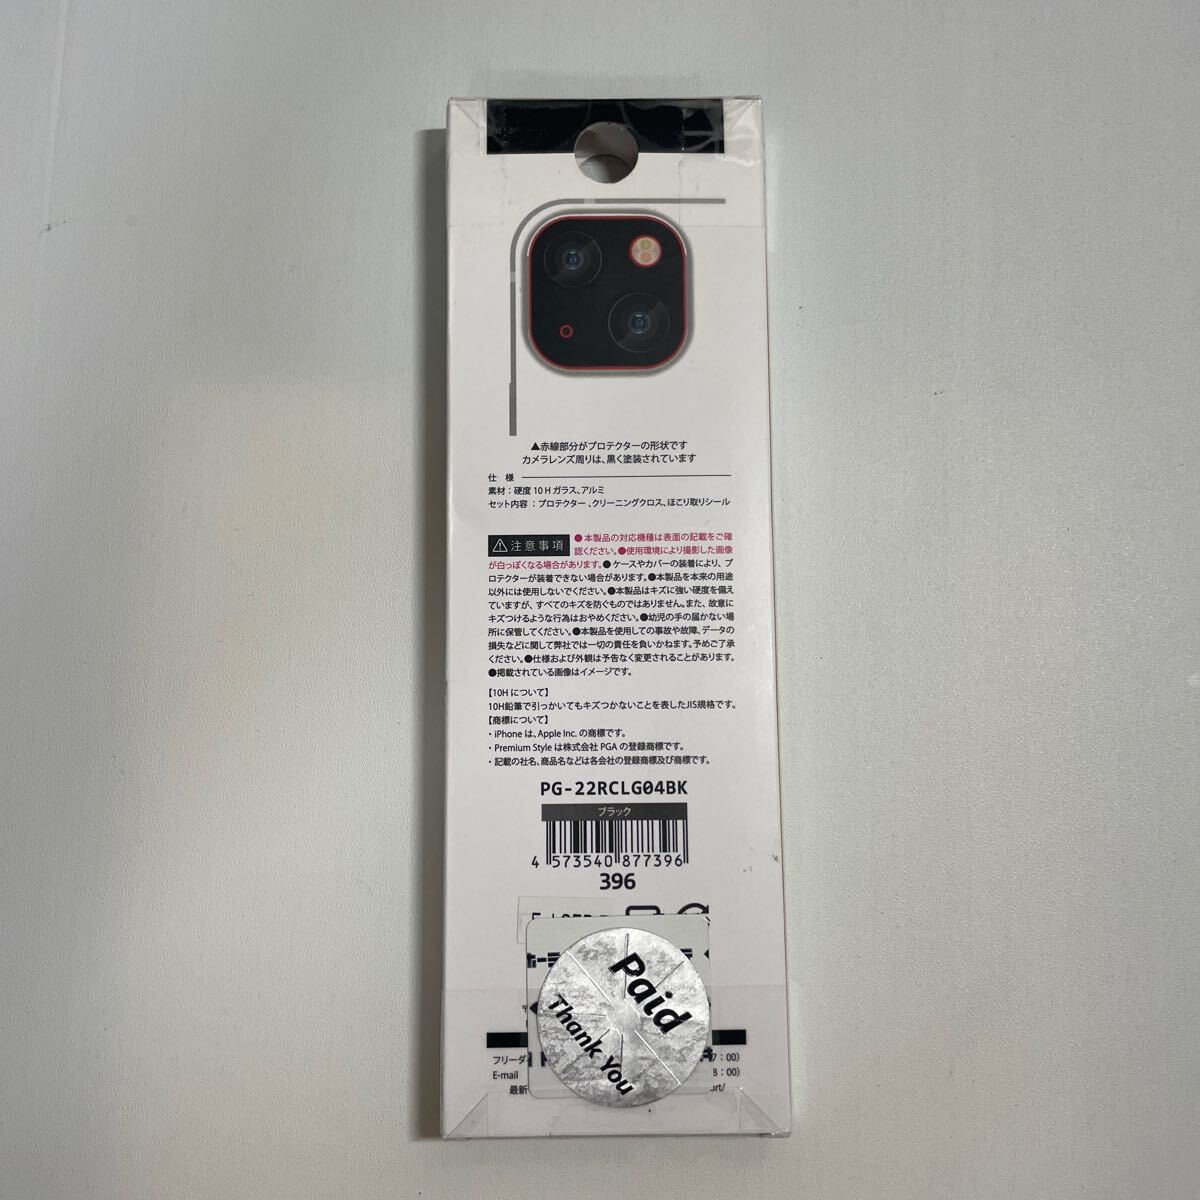 ▲赤線部分がプロテクターの形状です
カメラレンズ周りは、黒く塗装されています
仕 様
素材：硬度10Hガラス、アルミ
セット内容：プロテクター、クリーニングクロス、ほこり取りシール
注意事項 ●本製品の対応機種は表面の記載をご確
認ください。●使用環境により撮影した画像
が白っぽくなる場合があります。●ケースやカバーの装着により、プ
ロテクターが装着できない場合があります。●本製品を本来の用途
以外には使用しないでください。●本製品はキズに強い硬度を備え
ていますが、すべてのキズを防ぐものではありません。また、故意に
キズつけるような行為はおやめください。●幼児の手の届かない場
所に保管してください。●本製品を使用しての事故や故障、データの
損失などに関して弊社では一切の責任を負いかねます。予めご了承
ください。●仕様および外観は予告なく変更されることがあります。
●掲載されている画像はイメージです。
【10Hについて】
10H鉛筆で引っかいてもキズつかないことを表したJIS規格です。
【商標について】
・iPhoneは、Apple Inc.の商標です。
・Premium Styleは株式会社PGAの登録商標です。
・記載の社名、商品名などは各会社の登録商標及び商標です。
PG-22RCLG04BK
ブラック
4 573540 877396
396
Paid
Thank You
フリーダ 7：00)
E-mail 8：00)
最新 ort/